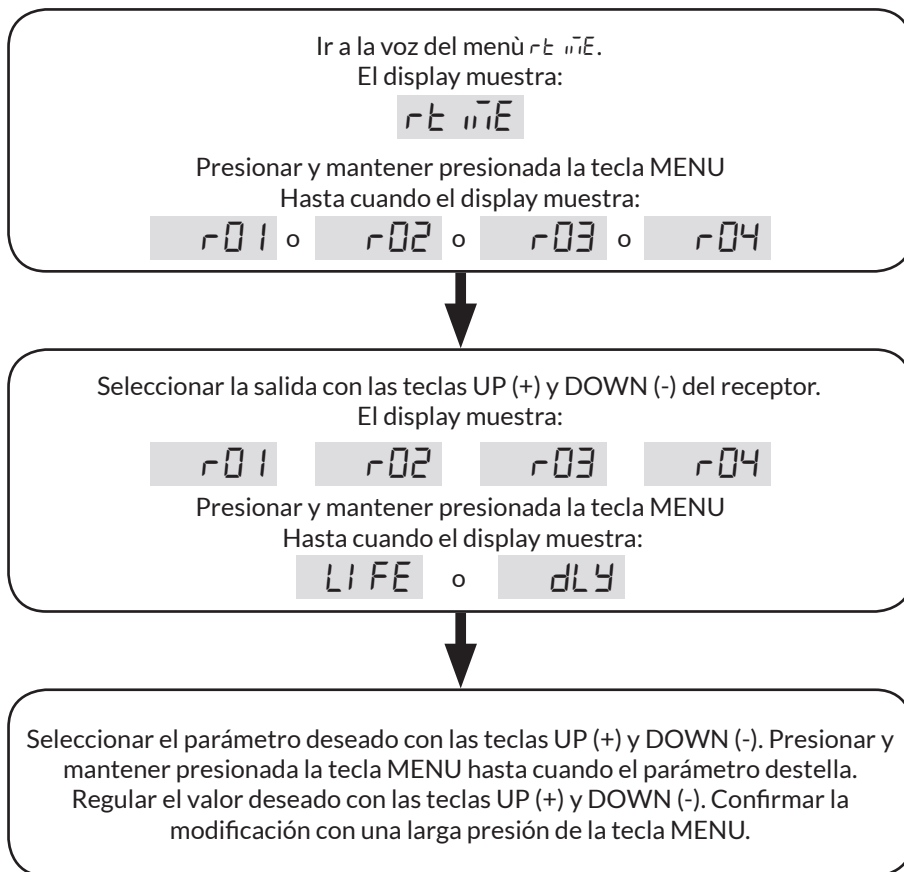 Ir a la voz del menù rt imE.
El display muestra:
rt imE
Presionar y mantener presionada la tecla MENU
Hasta cuando el display muestra:
r01 o r02 o r03 o r04
Seleccionar la salida con las teclas UP (+) y DOWN (-) del receptor.
El display muestra:
r01 r02 r03 r04
Presionar y mantener presionada la tecla MENU
Hasta cuando el display muestra:
LIFE o dLY
Seleccionar el parámetro deseado con las teclas UP (+) y DOWN (-). Presionar y
mantener presionada la tecla MENU hasta cuando el parámetro destella.
Regular el valor deseado con las teclas UP (+) y DOWN (-). Confirmar la
modificación con una larga presión de la tecla MENU.